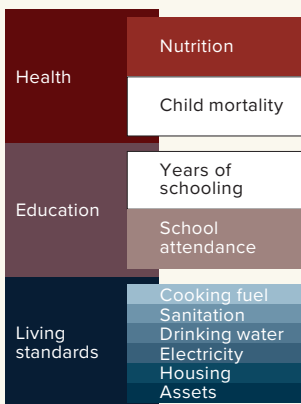 Health
Nutrition
Child mortality
Education
Years of
schooling
School
attendance
Living
standards
Cooking fuel
Sanitation
Drinking water
Electricity
Housing
Assets